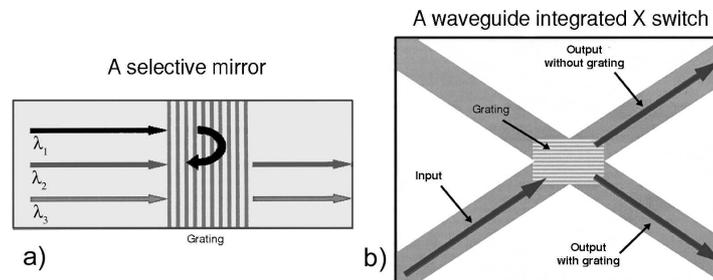 A selective mirror
λ1
λ2
λ3
Grating
a)
A waveguide integrated X switch
Output
without grating
Grating
Input
Output
with grating
b)